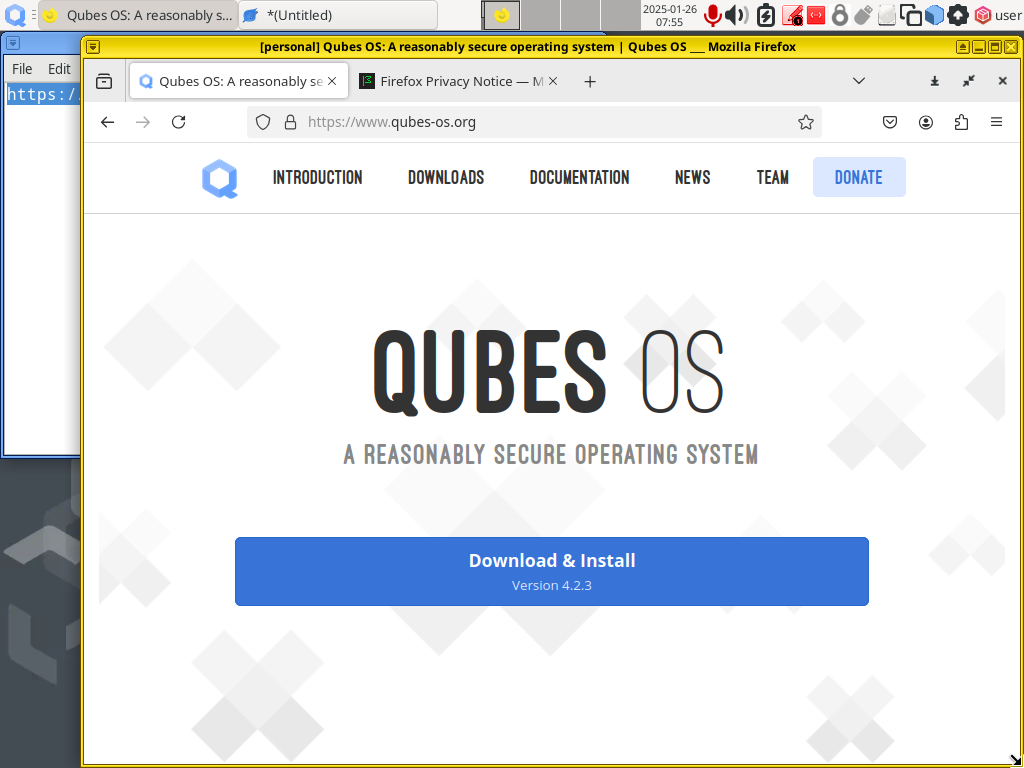 Qubes OS: A reasonably s...
*(Untitled)
2025-01-26
07:55
user
[personal] Qubes OS: A reasonably secure operating system | Qubes OS __ Mozilla Firefox
File Edit
https:/
Qubes OS: A reasonably se
Firefox Privacy Notice — M
https://www.qubes-os.org
INTRODUCTION DOWNLOADS DOCUMENTATION NEWS TEAM DONATE
QUBES OS
A REASONABLY SECURE OPERATING SYSTEM
Download & Install
Version 4.2.3